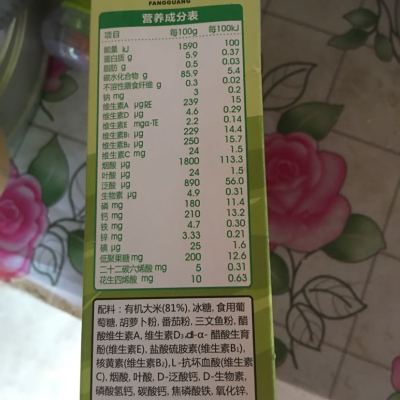 FANGGUANG
营养成分表
项目 每100g 每100kJ
能量 kJ 1590 100
蛋白质 g 5.9 0.37
脂肪 g 0.5 0.03
碳水化合物 g 85.9 5.4
不溶性膳食纤维 g 0.3 0.02
钠 mg 3 0.2
维生素A μgRE 239 15
维生素D μg 4.6 0.29
维生素E mgα-TE 2.2 0.14
维生素B₁ μg 229 14.4
维生素B₂ μg 250 15.7
维生素C mg 24 1.5
烟酸 μg 1800 113.3
叶酸 μg 24 1.5
泛酸 μg 890 56.0
生物素 μg 4.9 0.31
磷 mg 180 11.4
钙 mg 210 13.2
铁 mg 4.7 0.30
锌 mg 3.33 0.21
碘 μg 25 1.6
低聚果糖 mg 200 12.6
二十二碳六烯酸 mg 5 0.31
花生四烯酸 mg 10 0.63
配料：有机大米(81%), 冰糖, 食用葡
萄糖, 胡萝卜粉, 番茄粉, 三文鱼粉, 醋
酸维生素A, 维生素D₃,dl-α-醋酸生育
酚(维生素E), 盐酸硫胺素(维生素B₁),
核黄素(维生素B₂), L-抗坏血酸(维生素
C), 烟酸, 叶酸, D-泛酸钙, D-生物素,
磷酸氢钙, 碳酸钙, 焦磷酸铁, 氧化锌,